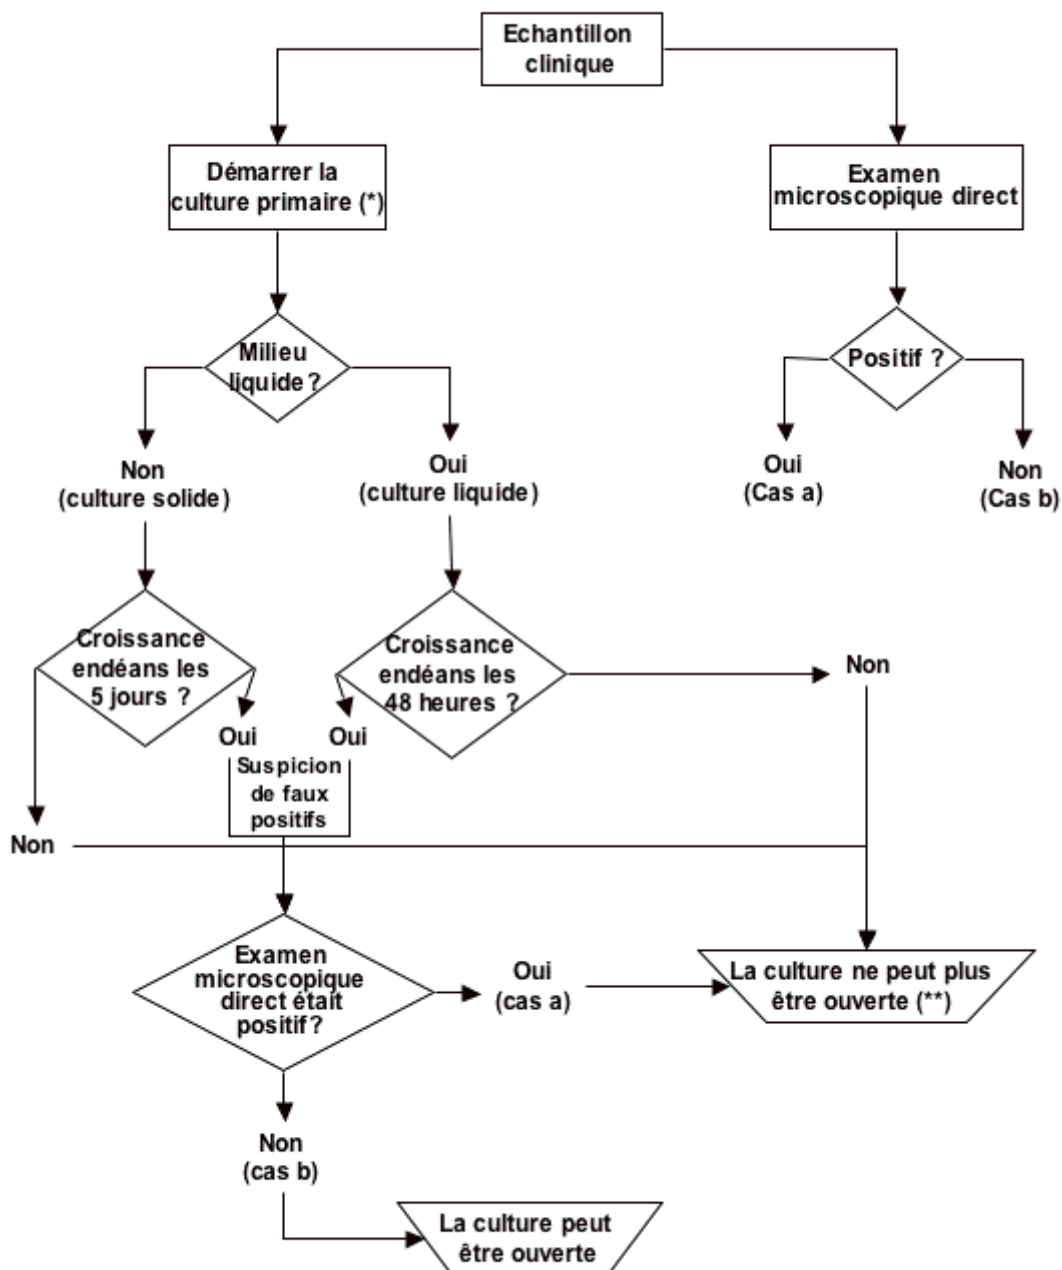 Echantillon
clinique
Démarrer la
culture primaire (*)
Examen
microscopique direct
Milieu
liquide?
Positif ?
Non
(culture solide)
Oui
(culture liquide)
Oui
(Cas a)
Non
(Cas b)
Croissance
endéans les
5 jours ?
Croissance
endéans les
48 heures ?
Non
Oui
Oui
Suspicion
de faux
positifs
Non
Examen
microscopique
direct était
positif?
Oui
(cas a)
La culture ne peut plus
être ouverte (**)
Non
(cas b)
La culture peut
être ouverte